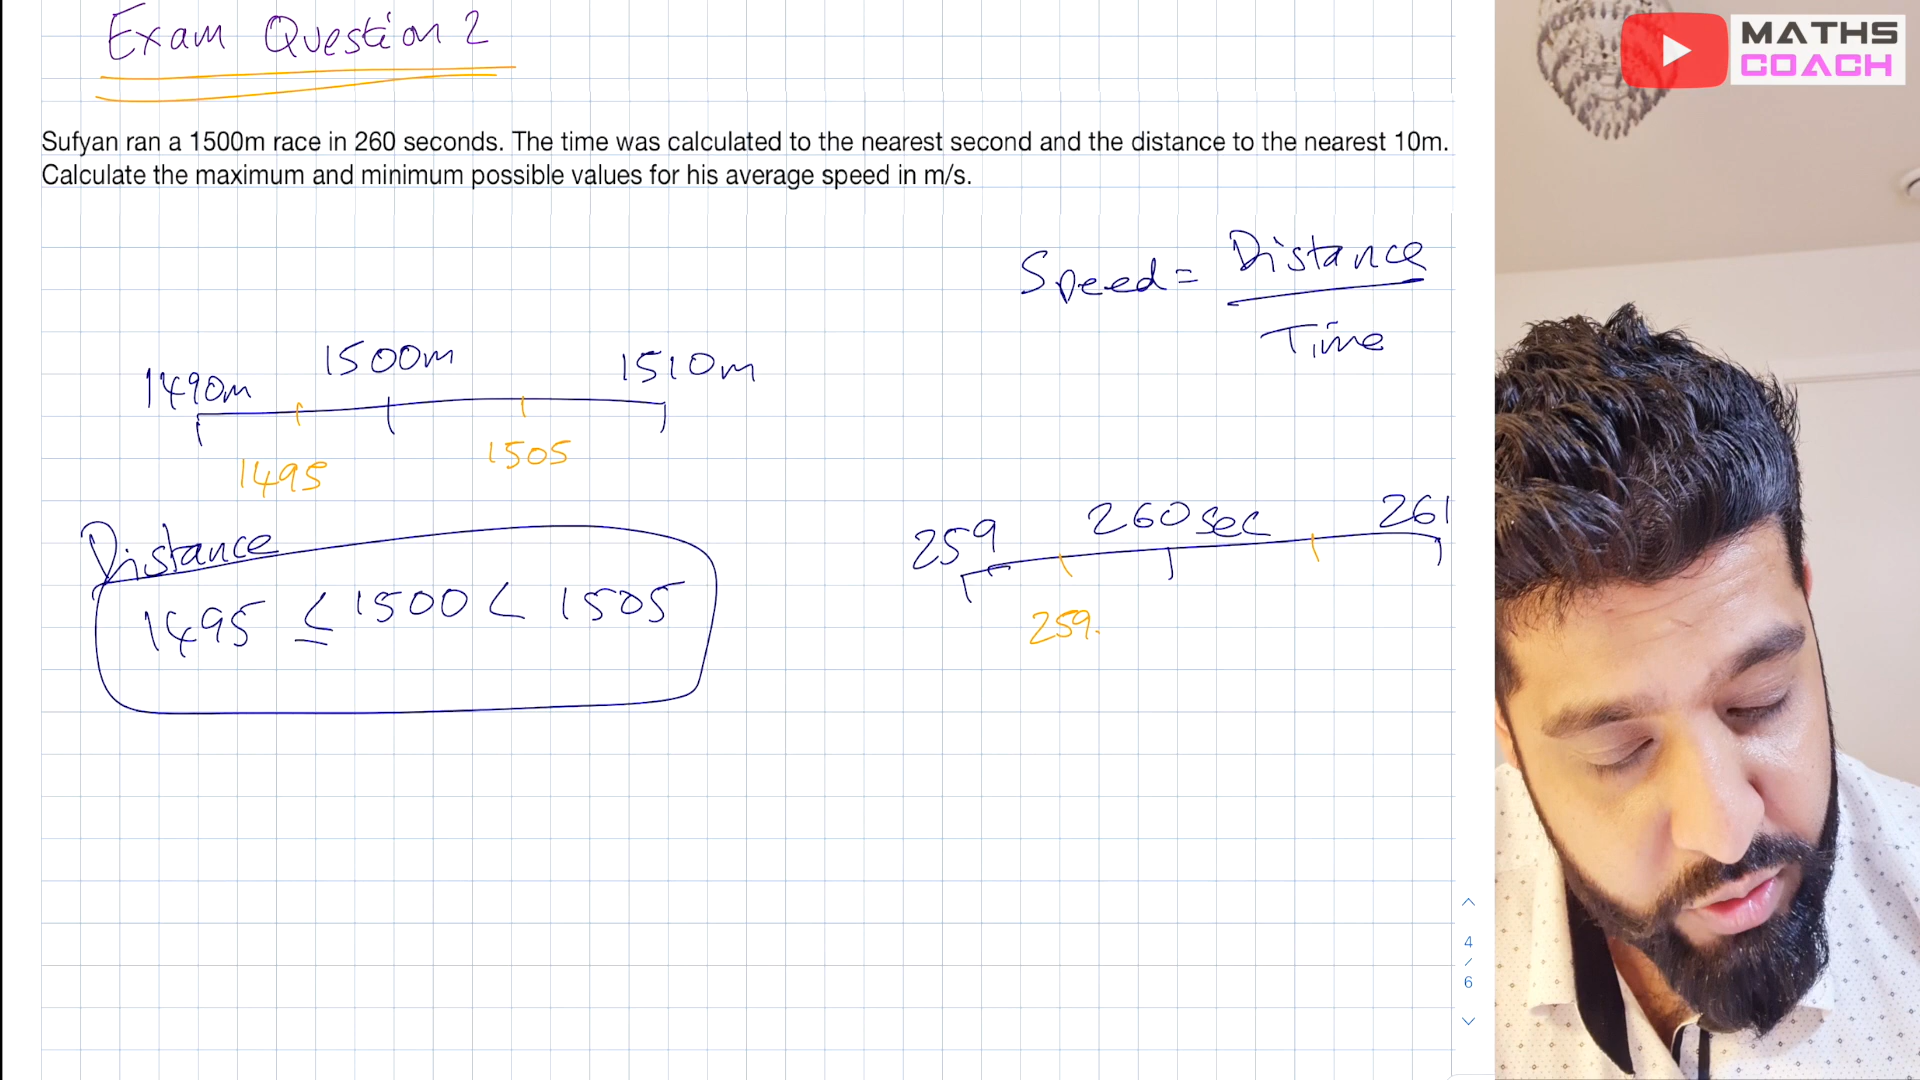 Exam Question 2
MATHS
COACH
Sufyan ran a 1500m race in 260 seconds. The time was calculated to the nearest second and the distance to the nearest 10m.
Calculate the maximum and minimum possible values for his average speed in m/s.
Speed = Distance
Time
1490m 1500m 1510m
1495 1505
Distance
1495 ≤ 1500 < 1505
259 260 sec 261
259.
4
/
6